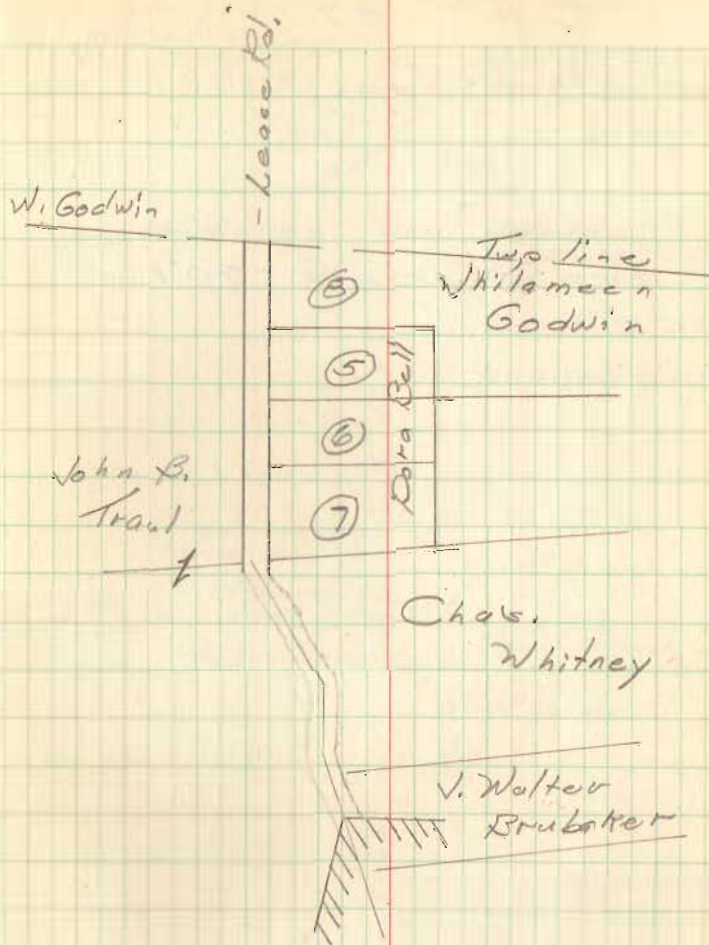 -Lease Rd.
W. Godwin
Twp line
Whilameen
Godwin
8
5
Dora Bell
6
7
John B.
Traul
Chas.
Whitney
V. Walter
Brubaker